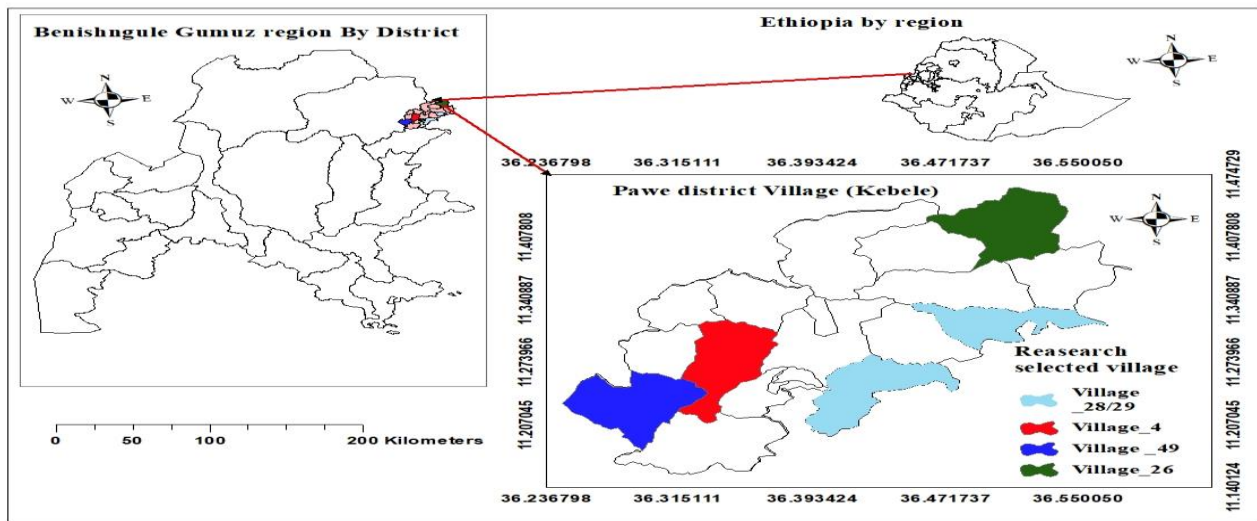 Benishngule Gumuz region By District
N
W
E
S
0 50 100 200 Kilometers
Ethiopia by region
N
W
E
S
36.236798 36.315111 36.393424 36.471737 36.550050
Pawe district Village (Kebele)
N
W
E
S
11.407808
11.340887
11.273966
11.207045
11.474729
11.407808
11.340887
11.273966
11.207045
11.140124
Reasearch
selected village
Village
_28/29
Village_4
Village _49
Village_26
36.236798 36.315111 36.393424 36.471737 36.550050